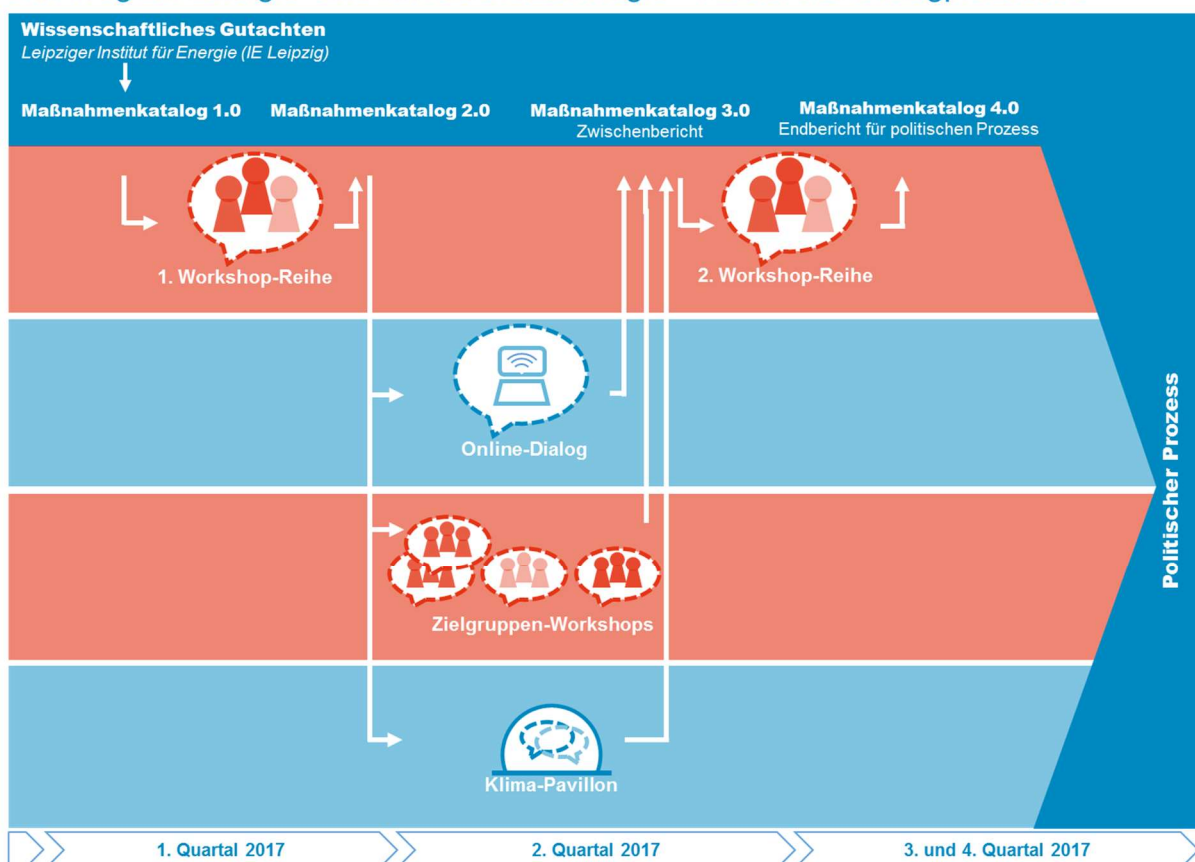 Wissenschaftliches Gutachten
Leipziger Institut für Energie (IE Leipzig)
Maßnahmenkatalog 1.0
Maßnahmenkatalog 2.0
Maßnahmenkatalog 3.0
Zwischenbericht
Maßnahmenkatalog 4.0
Endbericht für politischen Prozess
1. Workshop-Reihe
2. Workshop-Reihe
Online-Dialog
Zielgruppen-Workshops
Klima-Pavillon
Politischer Prozess
1. Quartal 2017
2. Quartal 2017
3. und 4. Quartal 2017